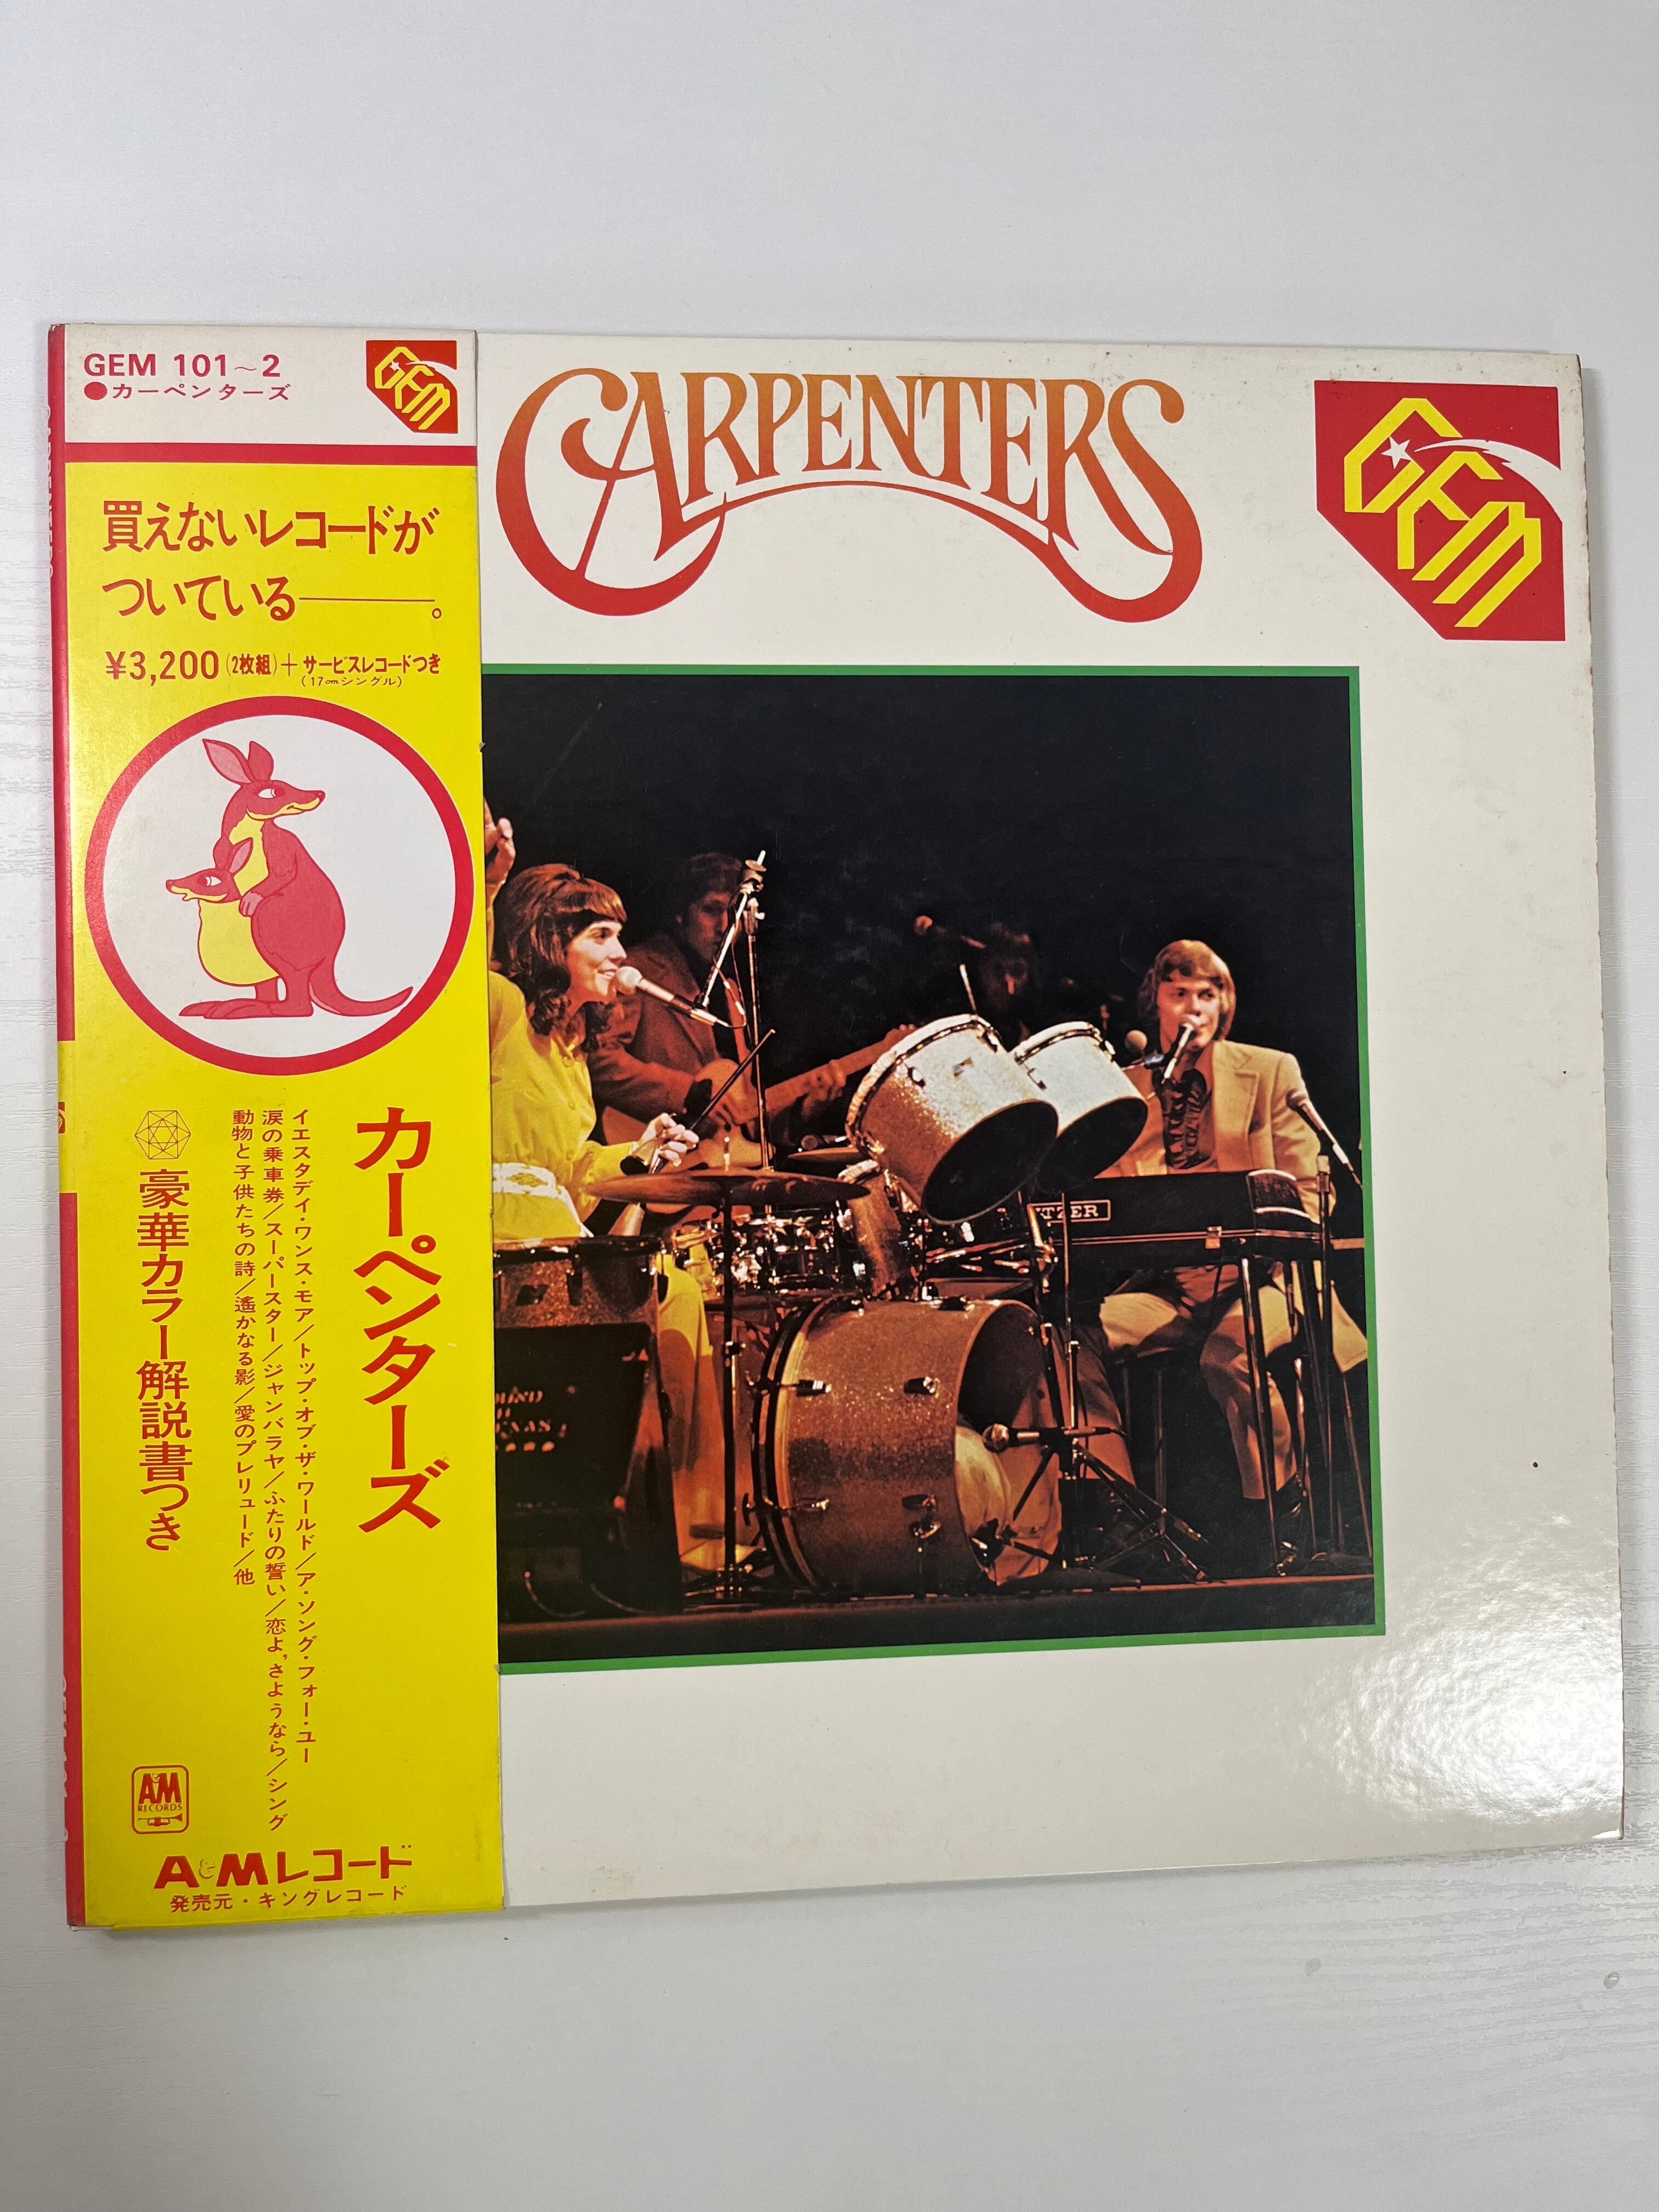 GEM 101〜2
●カーペンターズ
GEM
買えないレコードが
ついている———。
¥3,200(2枚組)+サービスレコードつき
(17cmシングル)
カーペンターズ
イエスタデイ・ワンス・モア/トップ・オブ・ザ・ワールド/ア・ソング・フォー・ユー
涙の乗車券/スーパースター/ジャンバラヤ/ふたりの誓い/恋よ,さようなら/シング
動物と子供たちの詩/遙かなる影/愛のプレリュード/他
豪華カラー解説書つき
A&M
RECORDS
A&Mレコード
発売元・キングレコード
CARPENTERS
GEM